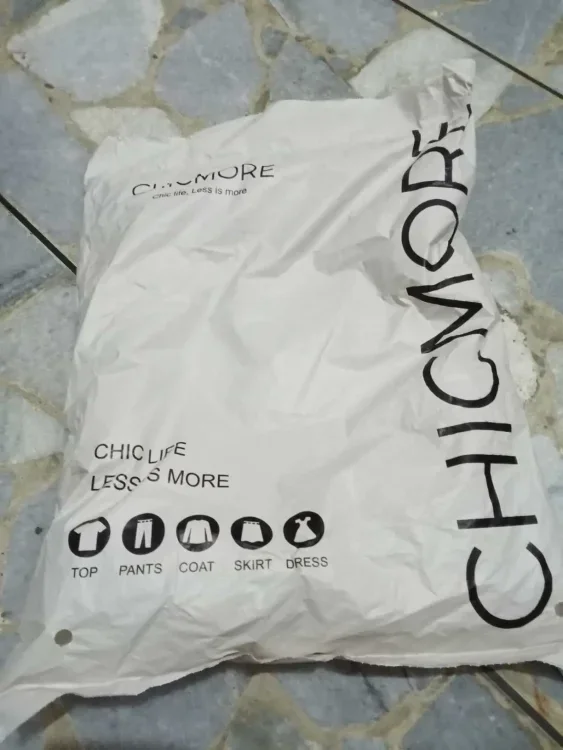 CHICMORE
Chic life, Less is more
CHICMORE
CHIC LIFE
LESS IS MORE
TOP PANTS COAT SKIRT DRESS